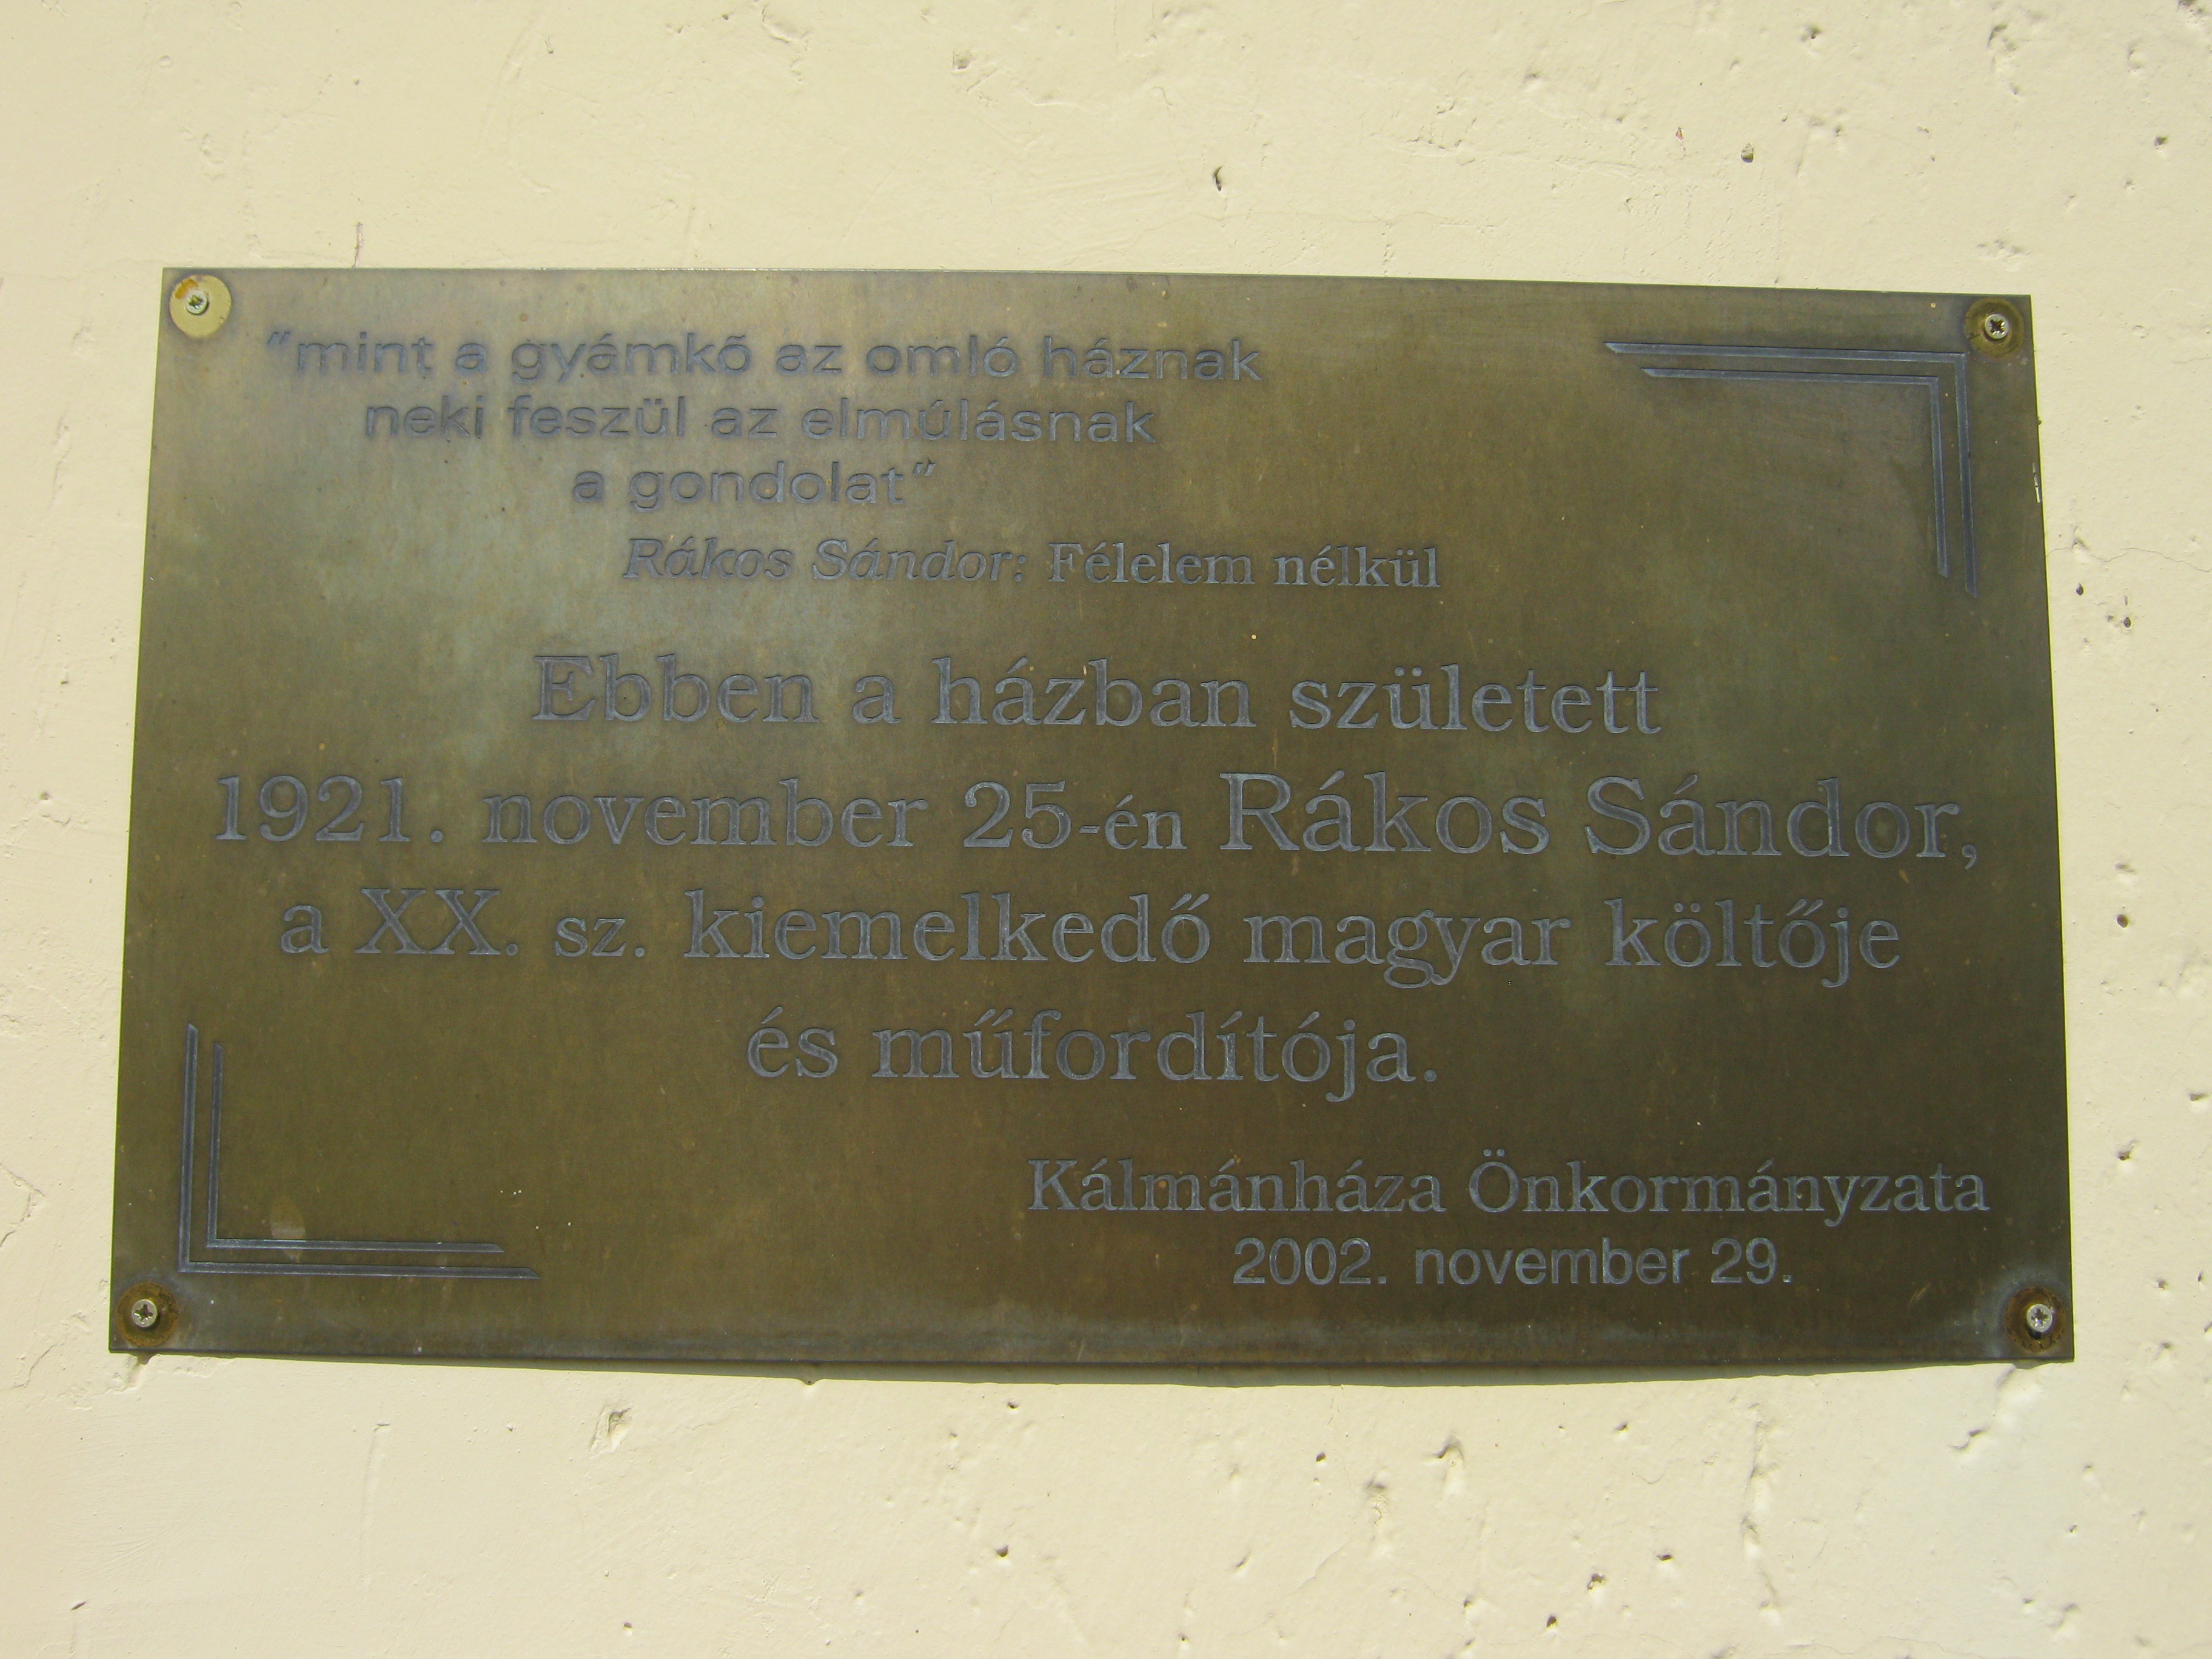 "mint a gyámkő az omló háznak
neki feszül az elmúlásnak
a gondolat"
Rákos Sándor: Félelem nélkül
Ebben a házban született
1921. november 25-én Rákos Sándor,
a XX. sz. kiemelkedő magyar költője
és műfordítója.
Kálmánháza Önkormányzata
2002. november 29.